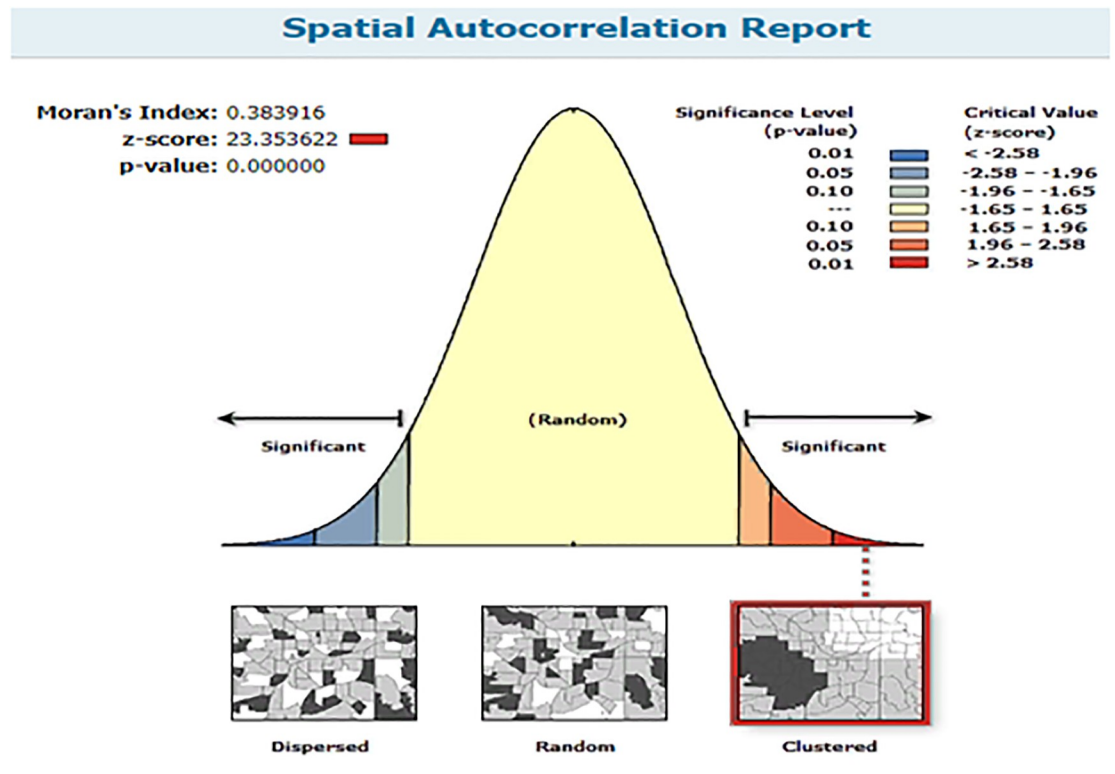 Spatial Autocorrelation Report
Moran's Index: 0.383916
z-score: 23.353622
p-value: 0.000000
Significance Level (p-value)
Critical Value (z-score)
0.01 < -2.58
0.05 -2.58 – -1.96
0.10 -1.96 – -1.65
--- -1.65 – 1.65
0.10 1.65 – 1.96
0.05 1.96 – 2.58
0.01 > 2.58
(Random)
Significant
Significant
Dispersed
Random
Clustered